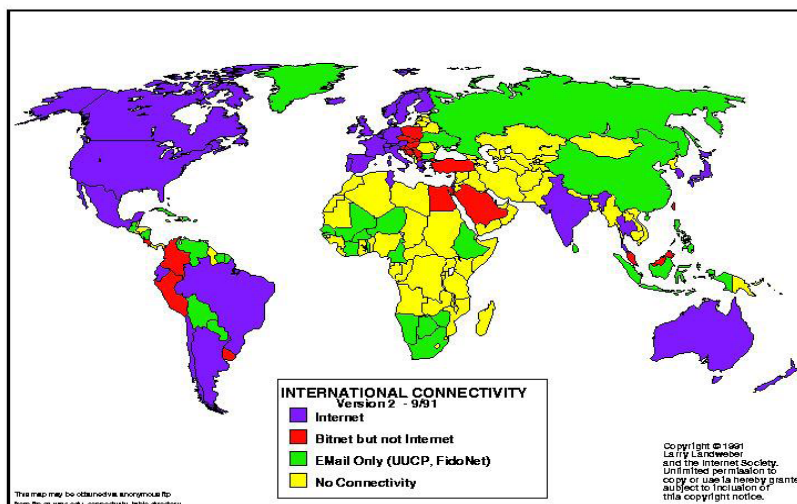 INTERNATIONAL CONNECTIVITY
Version 2 - 9/91
Internet
Bitnet but not Internet
EMail Only (UUCP, FidoNet)
No Connectivity
Copyright © 1991
Larry Landweber
and the Internet Society.
Unlimited permission to
copy or use is hereby grante
subject to inclusion of
this copyright notice.
This map may be obtained via anonymous ftp